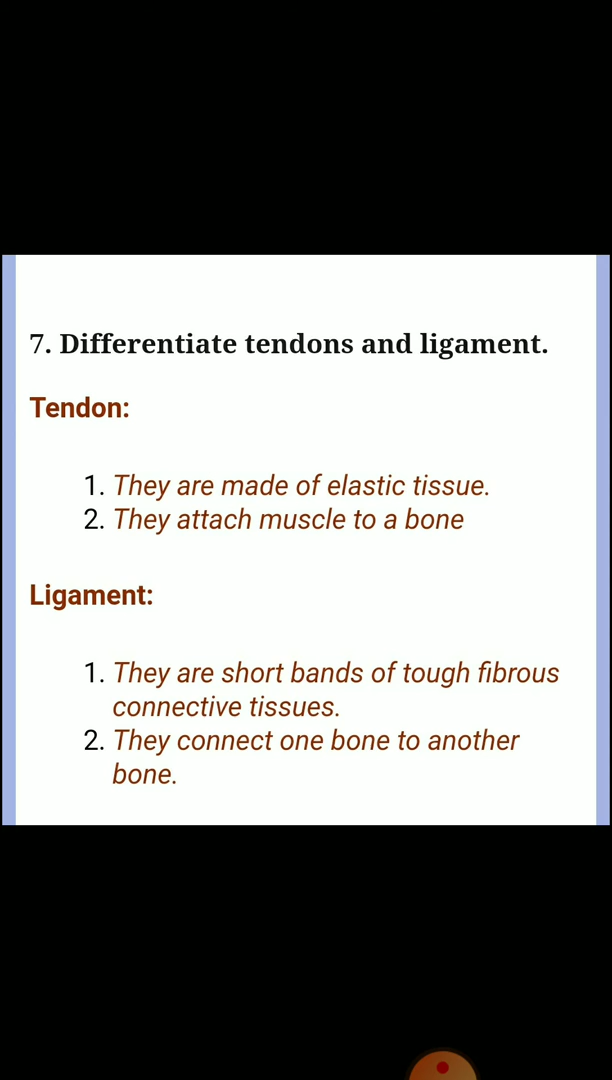 7. Differentiate tendons and ligament.
Tendon:
1. They are made of elastic tissue.
2. They attach muscle to a bone
Ligament:
1. They are short bands of tough fibrous
connective tissues.
2. They connect one bone to another
bone.